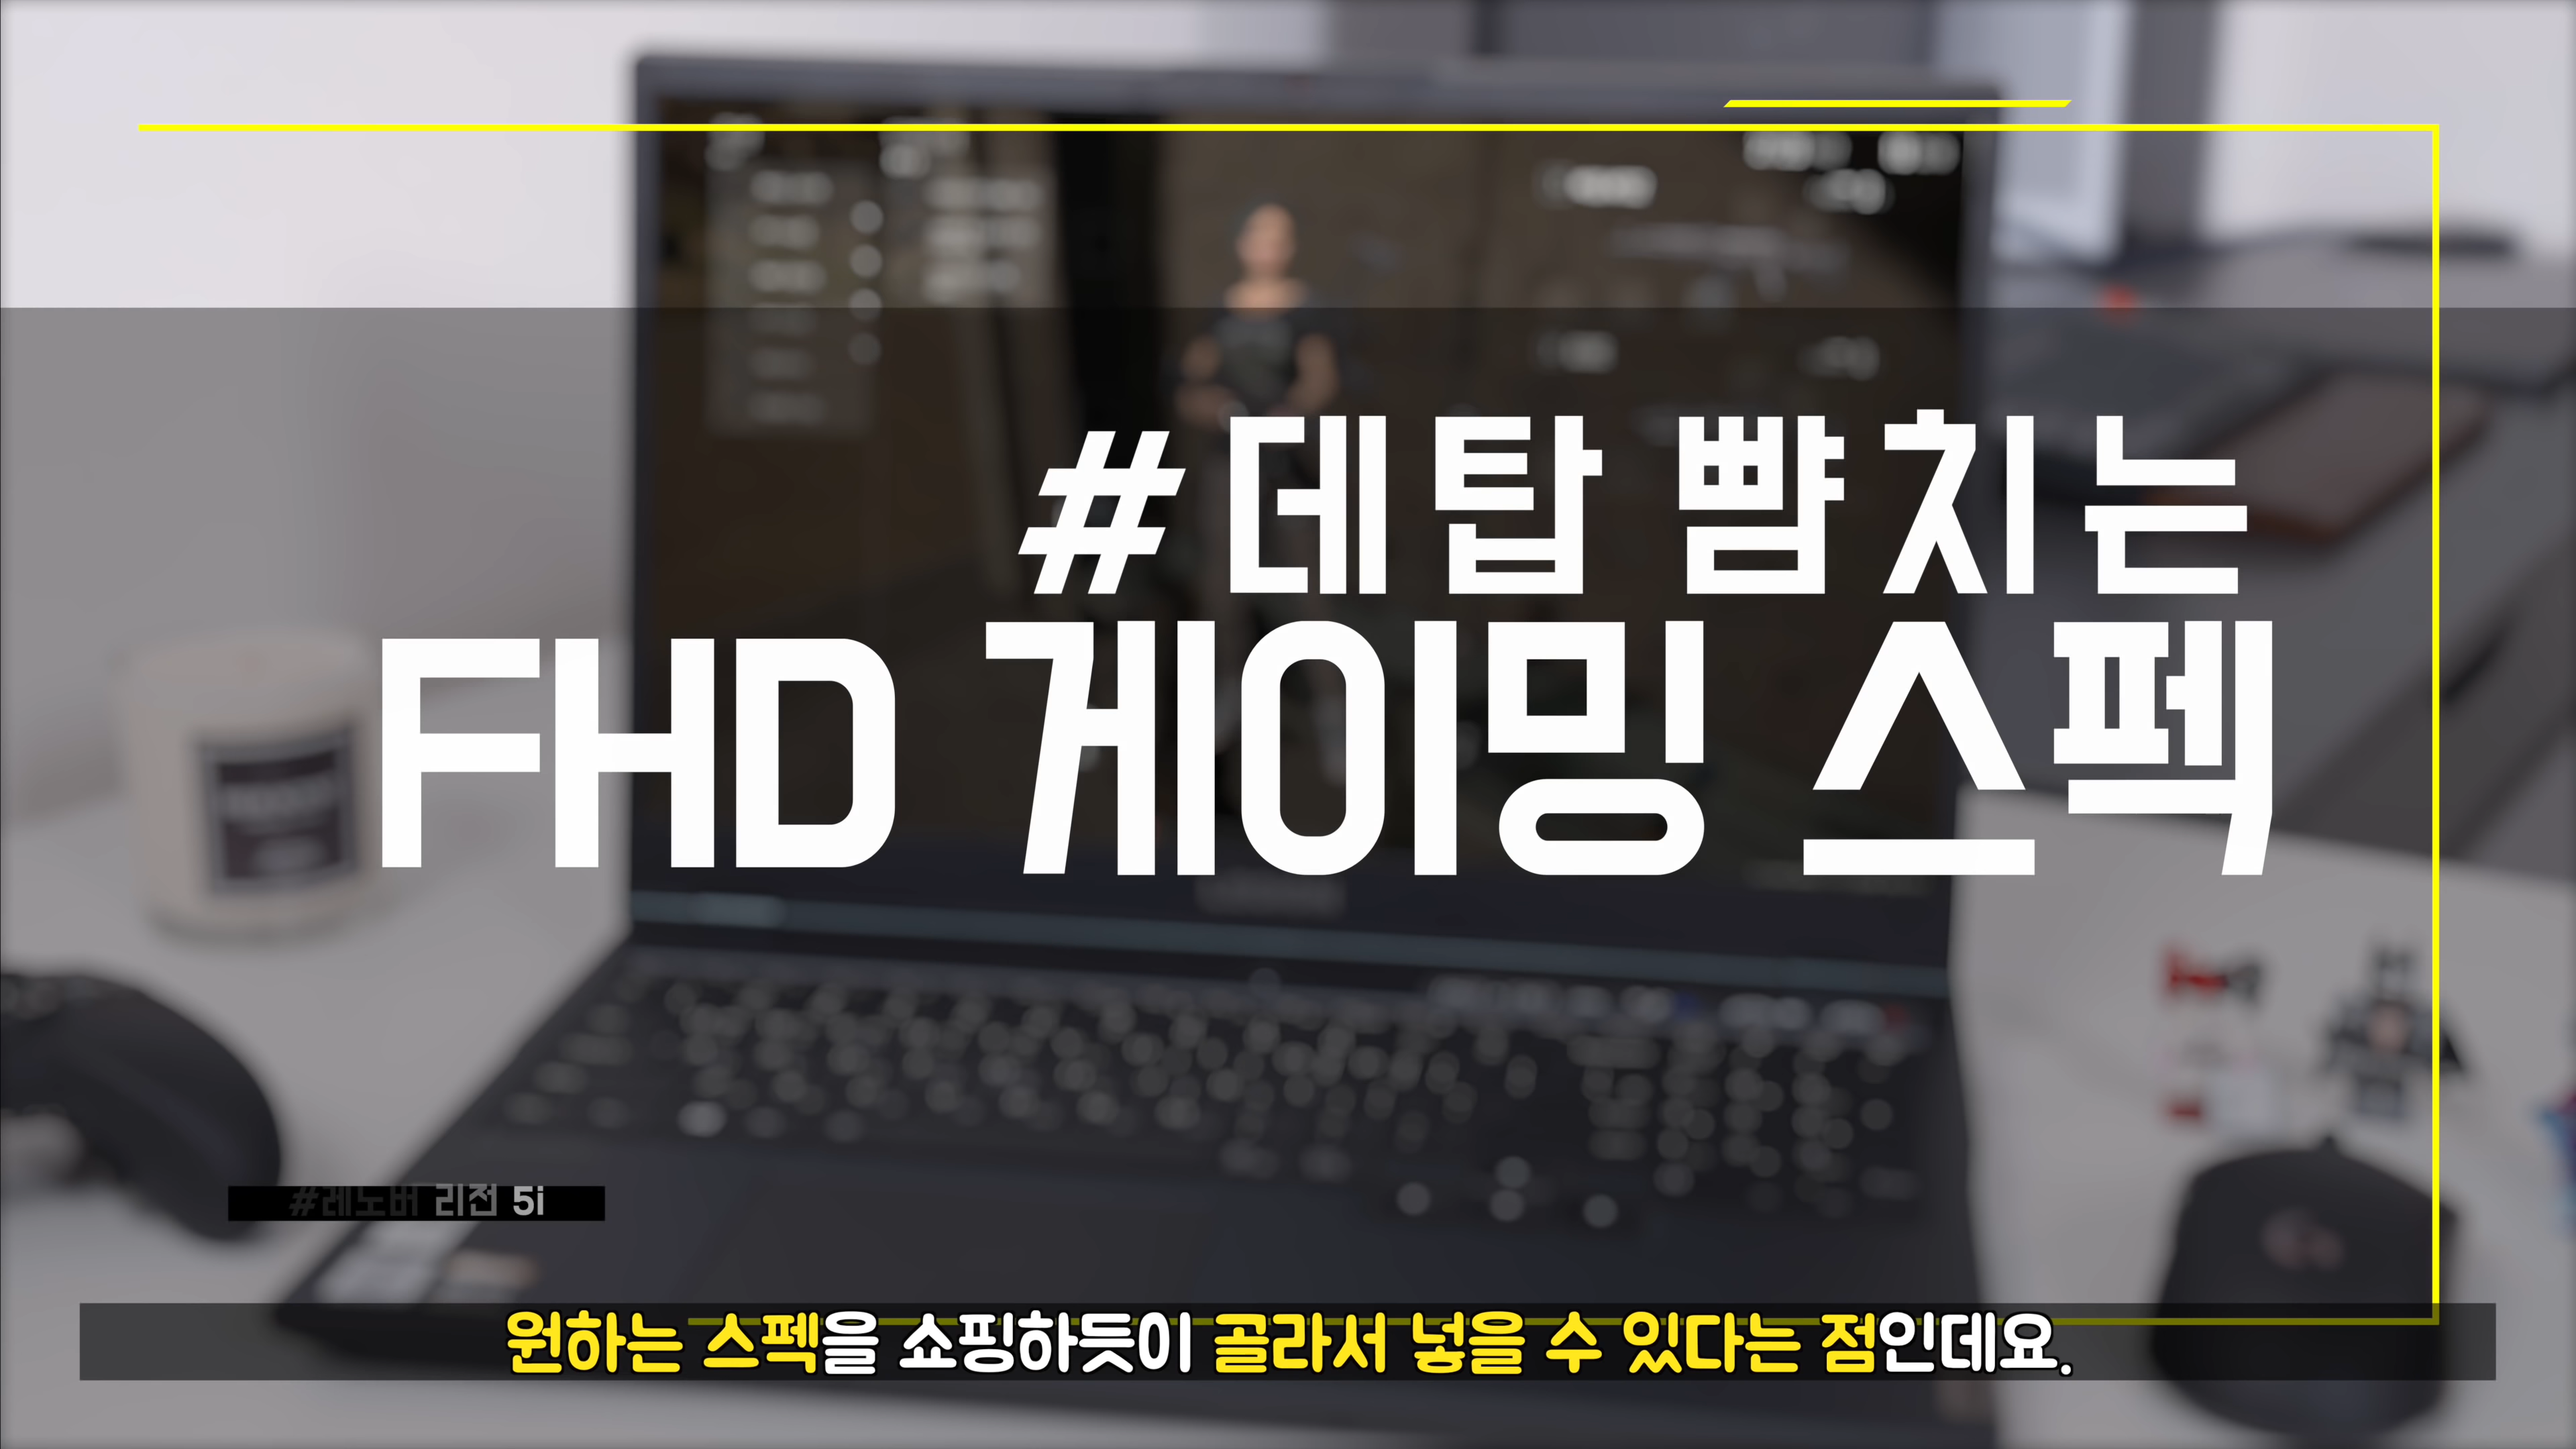 # 데탑 뺨치는
FHD 게이밍 스펙
#레노버 리전 5i
원하는 스펙을 쇼핑하듯이 골라서 넣을 수 있다는 점인데요.